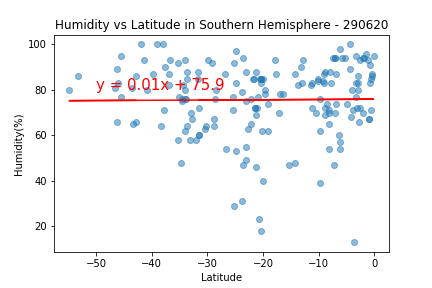 Humidity vs Latitude in Southern Hemisphere - 290620
100
80
60
40
20
Humidity(%)
y = 0.01x + 75.9
−50 −40 −30 −20 −10 0
Latitude